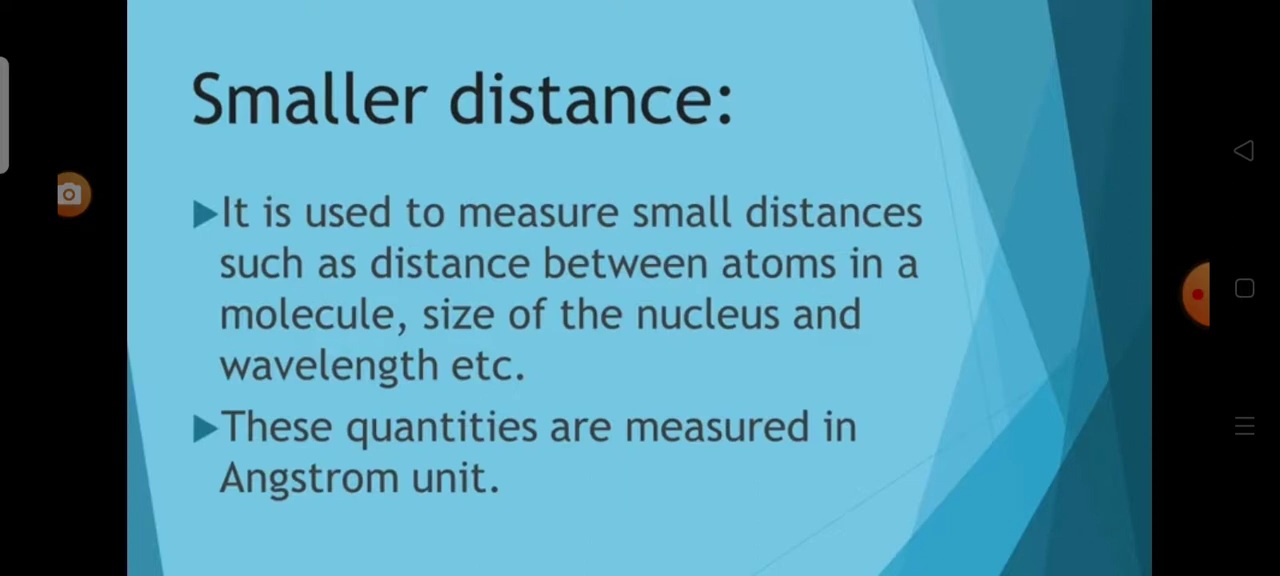 Smaller distance:
It is used to measure small distances
such as distance between atoms in a
molecule, size of the nucleus and
wavelength etc.
These quantities are measured in
Angstrom unit.